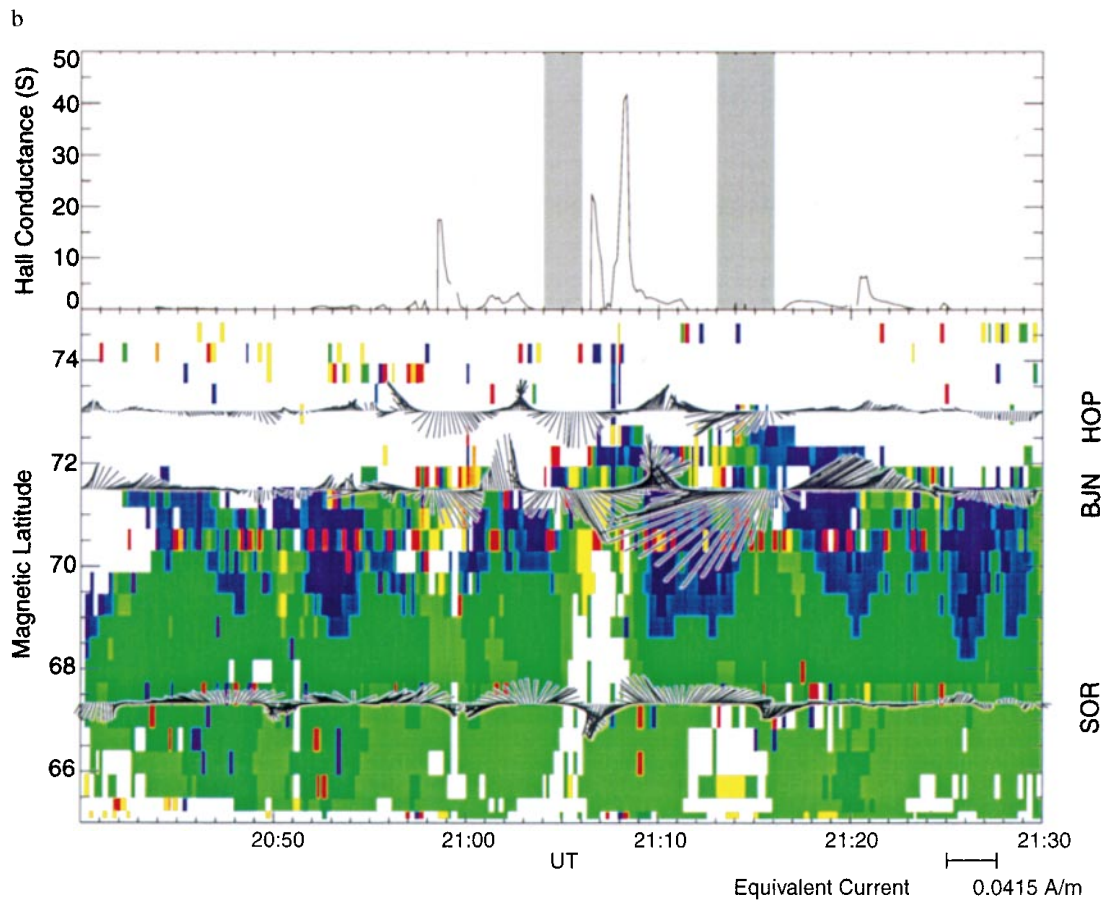 b
Hall Conductance (S)
50
40
30
20
10
0
Magnetic Latitude
74
72
70
68
66
HOP
BJN
SOR
20:50
21:00
21:10
21:20
21:30
UT
Equivalent Current
0.0415 A/m